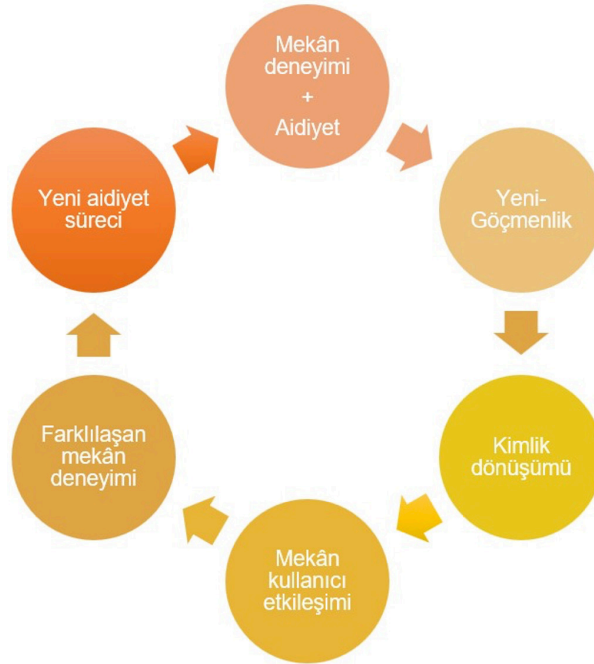 Mekân
deneyimi
+
Aidiyet
Yeni-
Göçmenlik
Kimlik
dönüşümü
Mekân
kullanıcı
etkileşimi
Farklılaşan
mekân
deneyimi
Yeni aidiyet
süreci